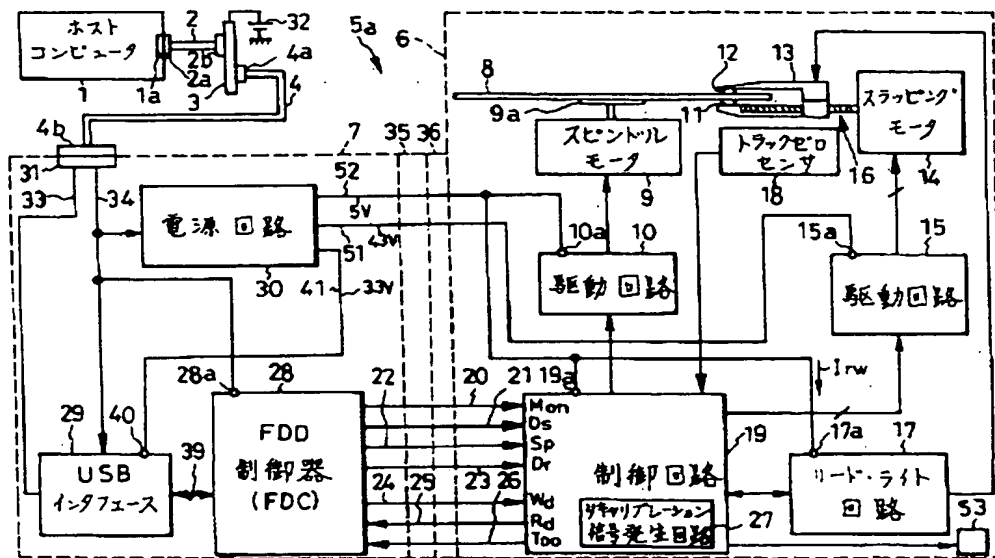 ホスト
コンピュータ
1
1a
2
2a
2b
3
4a
4
32
5a
6
4b
31
33
34
7
35
36
52
5V
電源回路
51
4.3V
30
41
3.3V
8
9a
スピンドル
モータ
9
12
11
13
16
スラッピング
モータ
14
トラックゼロ
センサ
18
10a
10
駆動回路
15a
15
駆動回路
29
40
USB
インタフェース
39
28a
28
FDD
制御器
(FDC)
22
20
21
24
25
23
26
19a
Mon
Ds
Sp
Dr
Wd
Rd
Too
制御回路
19
リキャリブレーション
信号発生回路
27
Irw
17a
17
リード・ライト
回路
53